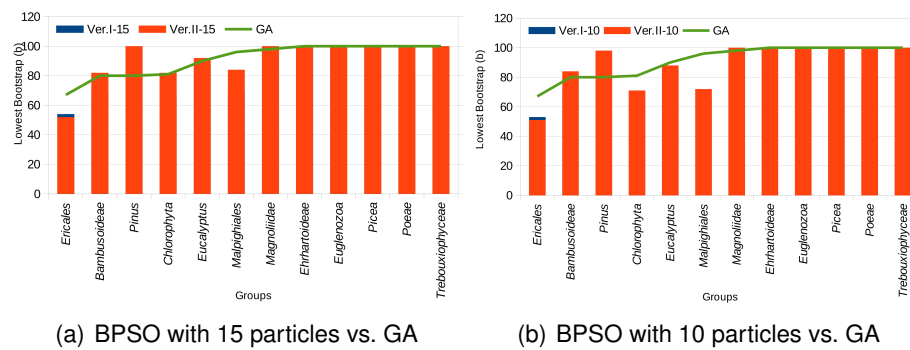 Ver.I-15 Ver.II-15 GA
Lowest Bootstrap (b)
120
100
80
60
40
20
0
Ericales
Bambusoideae
Pinus
Chlorophyta
Eucalyptus
Malpighiales
Magnoliidae
Ehrhartoideae
Euglenozoa
Picea
Poeae
Trebouxiophyceae
Groups
(a) BPSO with 15 particles vs. GA
Ver.I-10 Ver.II-10 GA
Lowest Bootstrap (b)
120
100
80
60
40
20
0
Ericales
Bambusoideae
Pinus
Chlorophyta
Eucalyptus
Malpighiales
Magnoliidae
Ehrhartoideae
Euglenozoa
Picea
Poeae
Trebouxiophyceae
Groups
(b) BPSO with 10 particles vs. GA